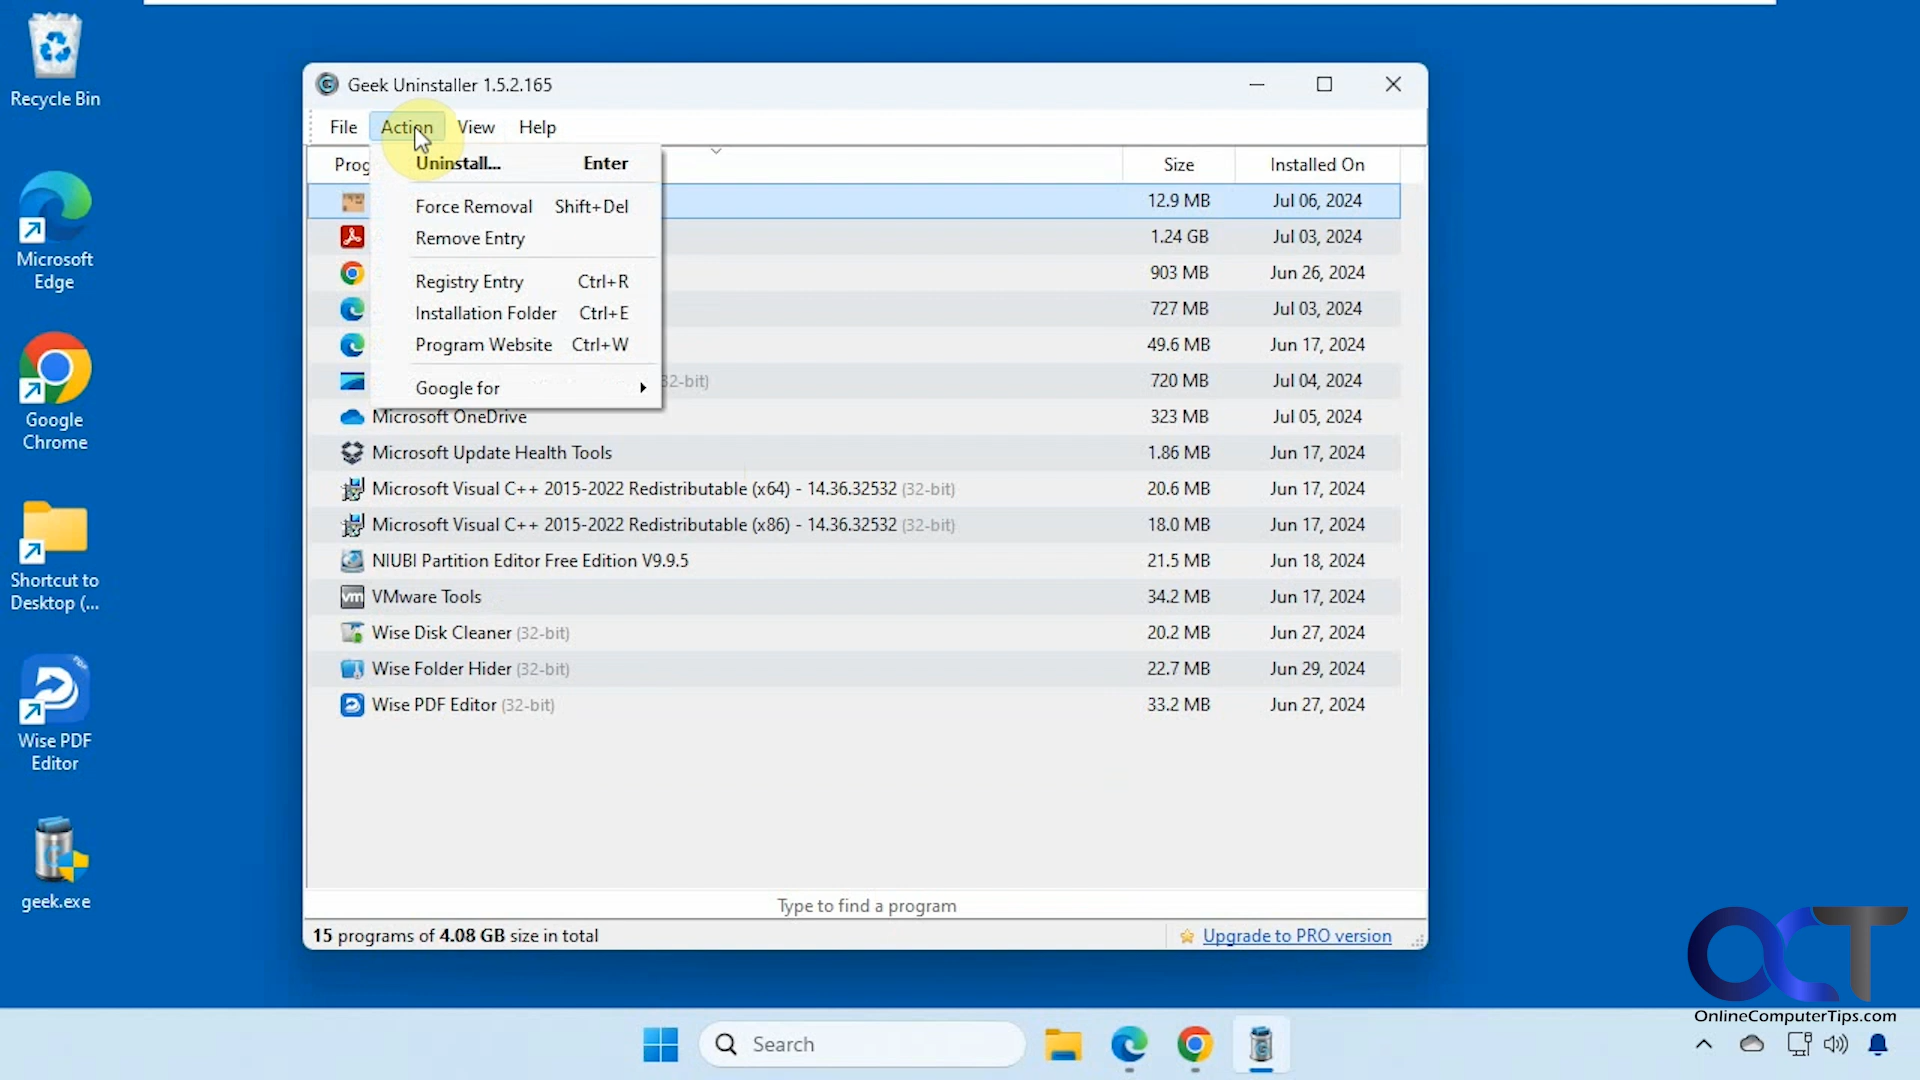 Recycle Bin
Microsoft
Edge
Google
Chrome
Shortcut to
Desktop (...
Wise PDF
Editor
geek.exe
Geek Uninstaller 1.5.2.165
File Action View Help
Prog Size Installed On
Uninstall... Enter
Force Removal Shift+Del
Remove Entry
Registry Entry Ctrl+R
Installation Folder Ctrl+E
Program Website Ctrl+W
Google for
12.9 MB Jul 06, 2024
1.24 GB Jul 03, 2024
903 MB Jun 26, 2024
727 MB Jul 03, 2024
49.6 MB Jun 17, 2024
32-bit) 720 MB Jul 04, 2024
Microsoft OneDrive 323 MB Jul 05, 2024
Microsoft Update Health Tools 1.86 MB Jun 17, 2024
Microsoft Visual C++ 2015-2022 Redistributable (x64) - 14.36.32532 (32-bit) 20.6 MB Jun 17, 2024
Microsoft Visual C++ 2015-2022 Redistributable (x86) - 14.36.32532 (32-bit) 18.0 MB Jun 17, 2024
NIUBI Partition Editor Free Edition V9.9.5 21.5 MB Jun 18, 2024
VMware Tools 34.2 MB Jun 17, 2024
Wise Disk Cleaner (32-bit) 20.2 MB Jun 27, 2024
Wise Folder Hider (32-bit) 22.7 MB Jun 29, 2024
Wise PDF Editor (32-bit) 33.2 MB Jun 27, 2024
Type to find a program
15 programs of 4.08 GB size in total
Upgrade to PRO version
OCT
OnlineComputerTips.com
Search